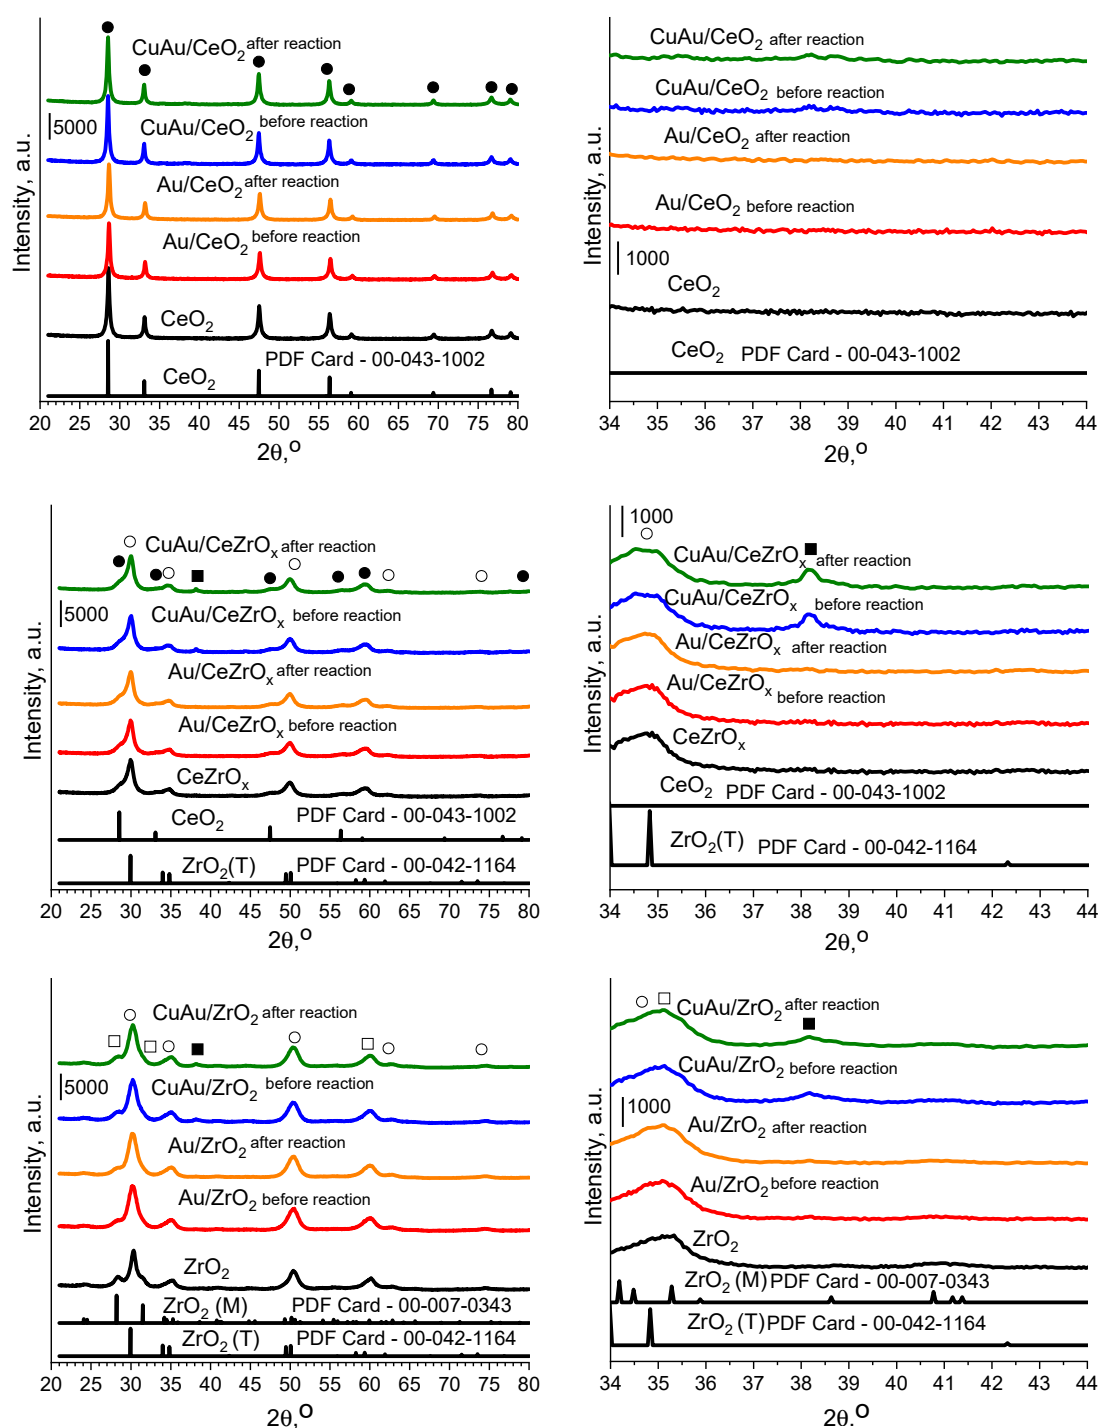 CuAu/CeO2 after reaction
5000
CuAu/CeO2 before reaction
Au/CeO2 after reaction
Au/CeO2 before reaction
CeO2
PDF Card - 00-043-1002
CeO2
Intensity, a.u.
20 25 30 35 40 45 50 55 60 65 70 75 80
2θ,o
CuAu/CeO2 after reaction
CuAu/CeO2 before reaction
Au/CeO2 after reaction
Au/CeO2 before reaction
1000
CeO2
CeO2 PDF Card - 00-043-1002
Intensity, a.u.
34 35 36 37 38 39 40 41 42 43 44
2θ,o
CuAu/CeZrOx after reaction
5000
CuAu/CeZrOx before reaction
Au/CeZrOx after reaction
Au/CeZrOx before reaction
CeZrOx
CeO2 PDF Card - 00-043-1002
ZrO2(T) PDF Card - 00-042-1164
Intensity, a.u.
20 25 30 35 40 45 50 55 60 65 70 75 80
2θ,o
1000
CuAu/CeZrOx after reaction
CuAu/CeZrOx before reaction
Au/CeZrOx after reaction
Au/CeZrOx before reaction
CeZrOx
CeO2 PDF Card - 00-043-1002
ZrO2(T) PDF Card - 00-042-1164
Intensity, a.u.
34 35 36 37 38 39 40 41 42 43 44
2θ,o
CuAu/ZrO2 after reaction
5000
CuAu/ZrO2 before reaction
Au/ZrO2 after reaction
Au/ZrO2 before reaction
ZrO2
ZrO2 (M) PDF Card - 00-007-0343
ZrO2 (T) PDF Card - 00-042-1164
Intensity, a.u.
20 25 30 35 40 45 50 55 60 65 70 75 80
2θ,o
CuAu/ZrO2 after reaction
CuAu/ZrO2 before reaction
1000
Au/ZrO2 after reaction
Au/ZrO2 before reaction
ZrO2
ZrO2 (M) PDF Card - 00-007-0343
ZrO2 (T) PDF Card - 00-042-1164
Intensity, a.u.
34 35 36 37 38 39 40 41 42 43 44
2θ,o